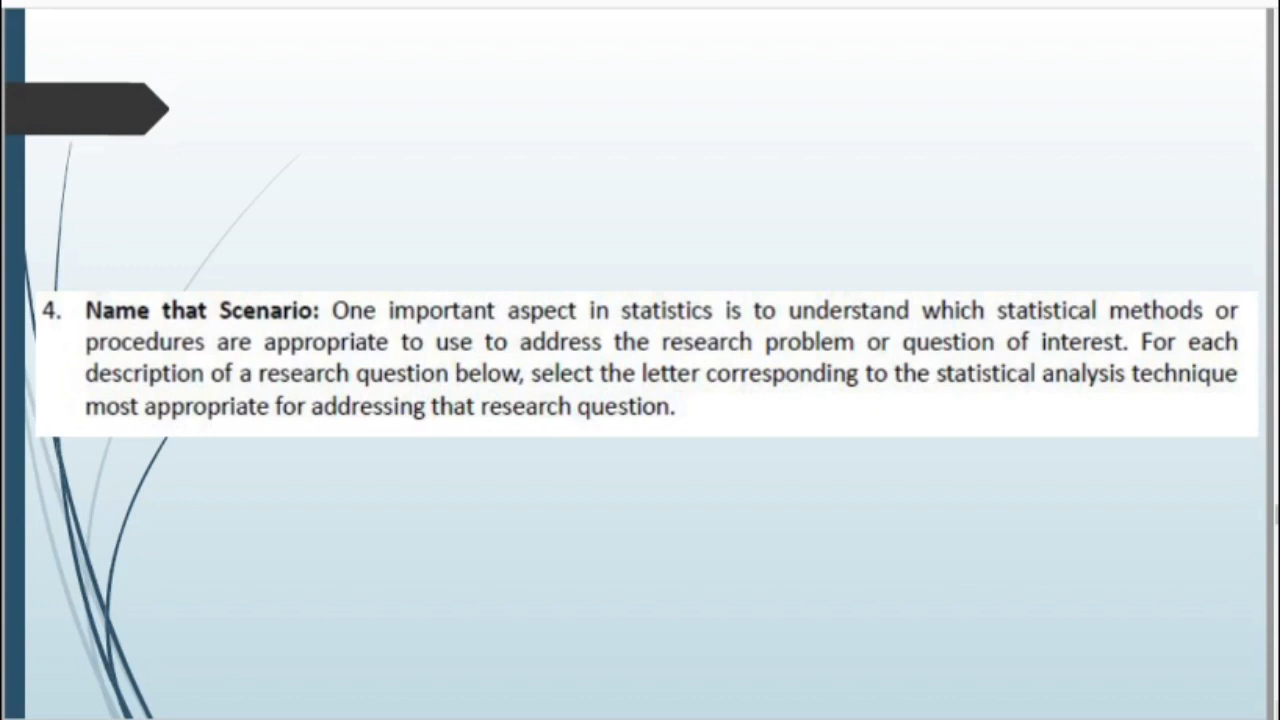 4. Name that Scenario: One important aspect in statistics is to understand which statistical methods or
procedures are appropriate to use to address the research problem or question of interest. For each
description of a research question below, select the letter corresponding to the statistical analysis technique
most appropriate for addressing that research question.